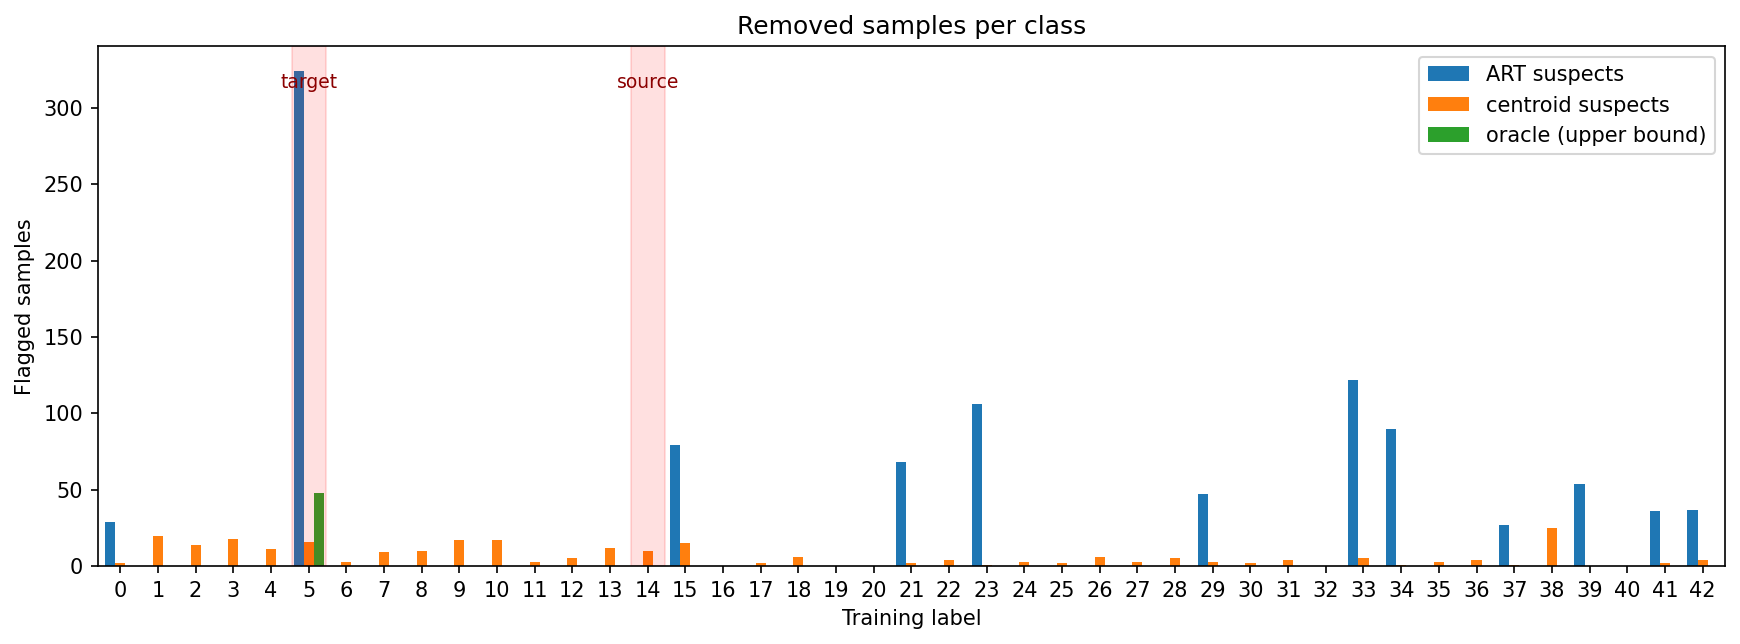 Removed samples per class
target
source
ART suspects
centroid suspects
oracle (upper bound)
Flagged samples
300
250
200
150
100
50
0
0 1 2 3 4 5 6 7 8 9 10 11 12 13 14 15 16 17 18 19 20 21 22 23 24 25 26 27 28 29 30 31 32 33 34 35 36 37 38 39 40 41 42
Training label